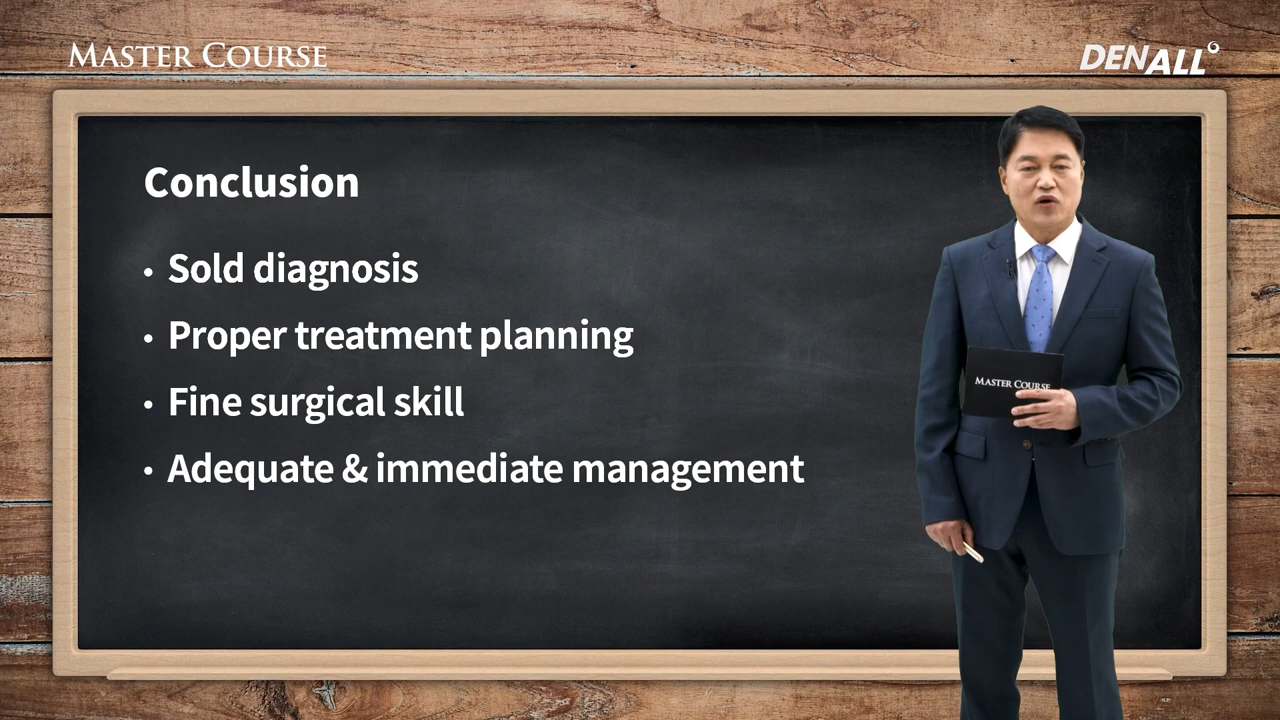 MASTER COURSE
DENALL
Conclusion
• Sold diagnosis
• Proper treatment planning
• Fine surgical skill
• Adequate & immediate management
MASTER COURSE